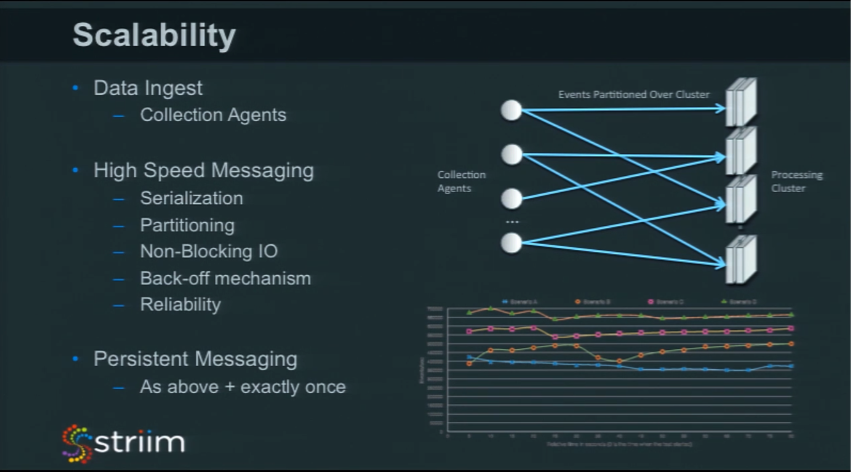 Scalability
• Data Ingest
– Collection Agents
• High Speed Messaging
– Serialization
– Partitioning
– Non-Blocking IO
– Back-off mechanism
– Reliability
• Persistent Messaging
– As above + exactly once
striim
Events Partitioned Over Cluster
Collection
Agents
...
Processing
Cluster
Scenario A Scenario B Scenario C Scenario D